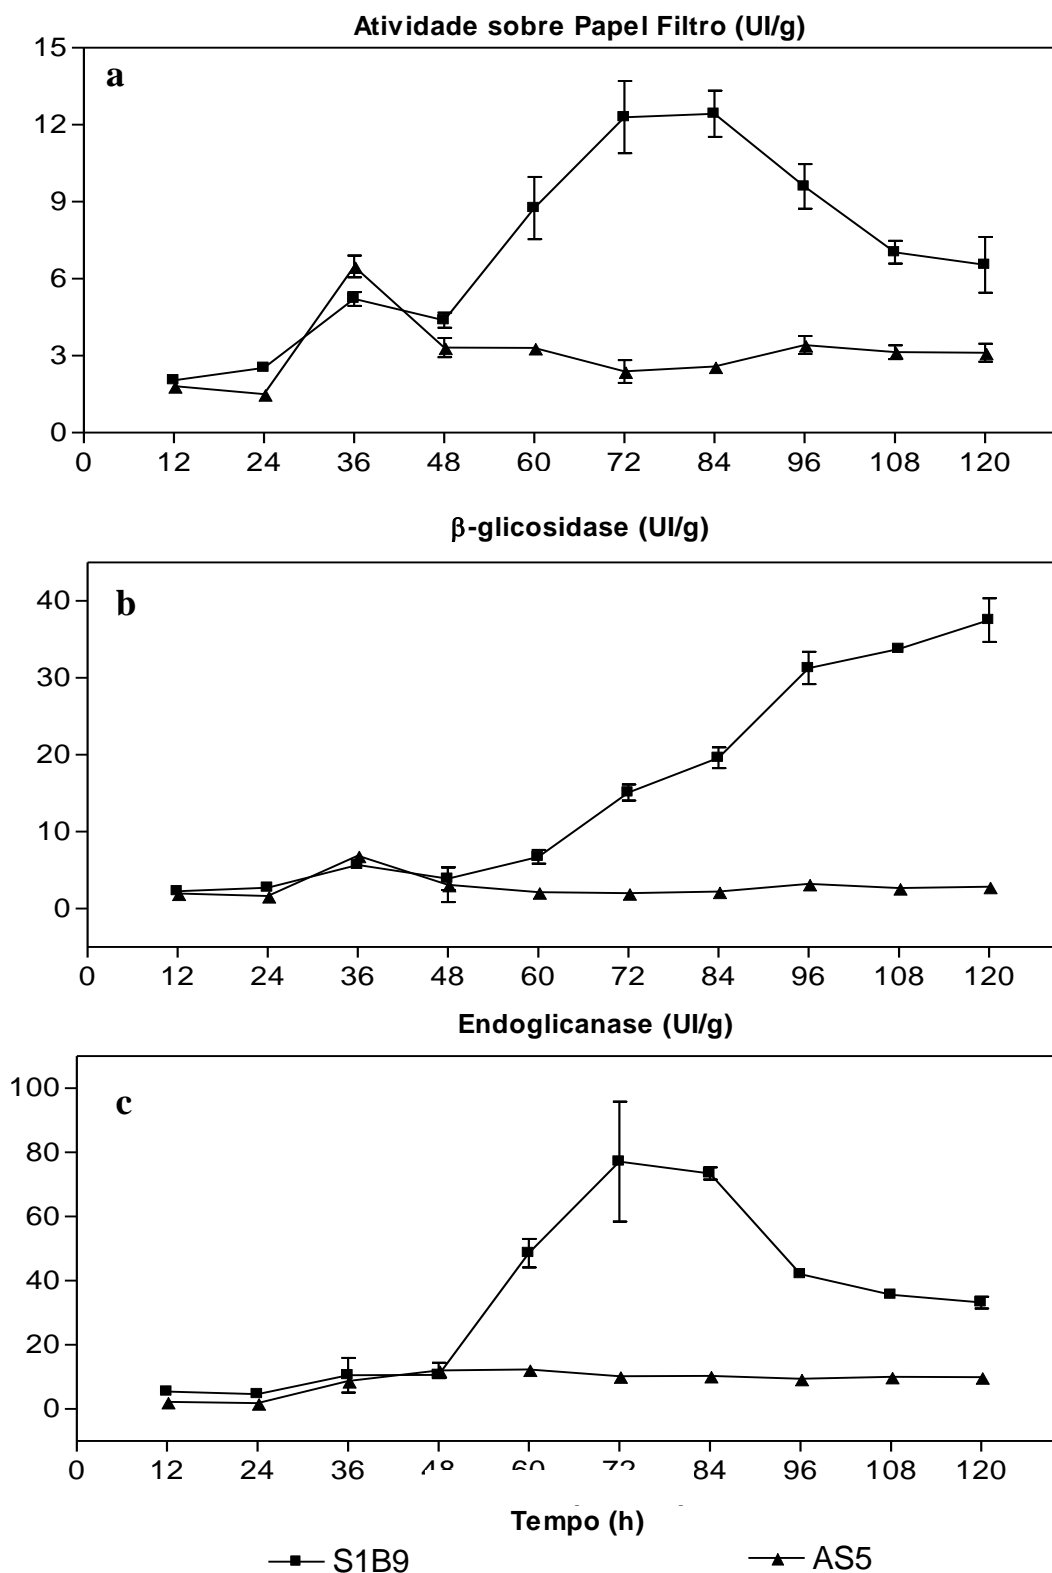 Atividade sobre Papel Filtro (UI/g)
a
15
12
9
6
3
0
0 12 24 36 48 60 72 84 96 108 120
β-glicosidase (UI/g)
b
40
30
20
10
0
0 12 24 36 48 60 72 84 96 108 120
Endoglicanase (UI/g)
c
100
80
60
40
20
0
0 12 24 36 48 60 72 84 96 108 120
Tempo (h)
S1B9 AS5